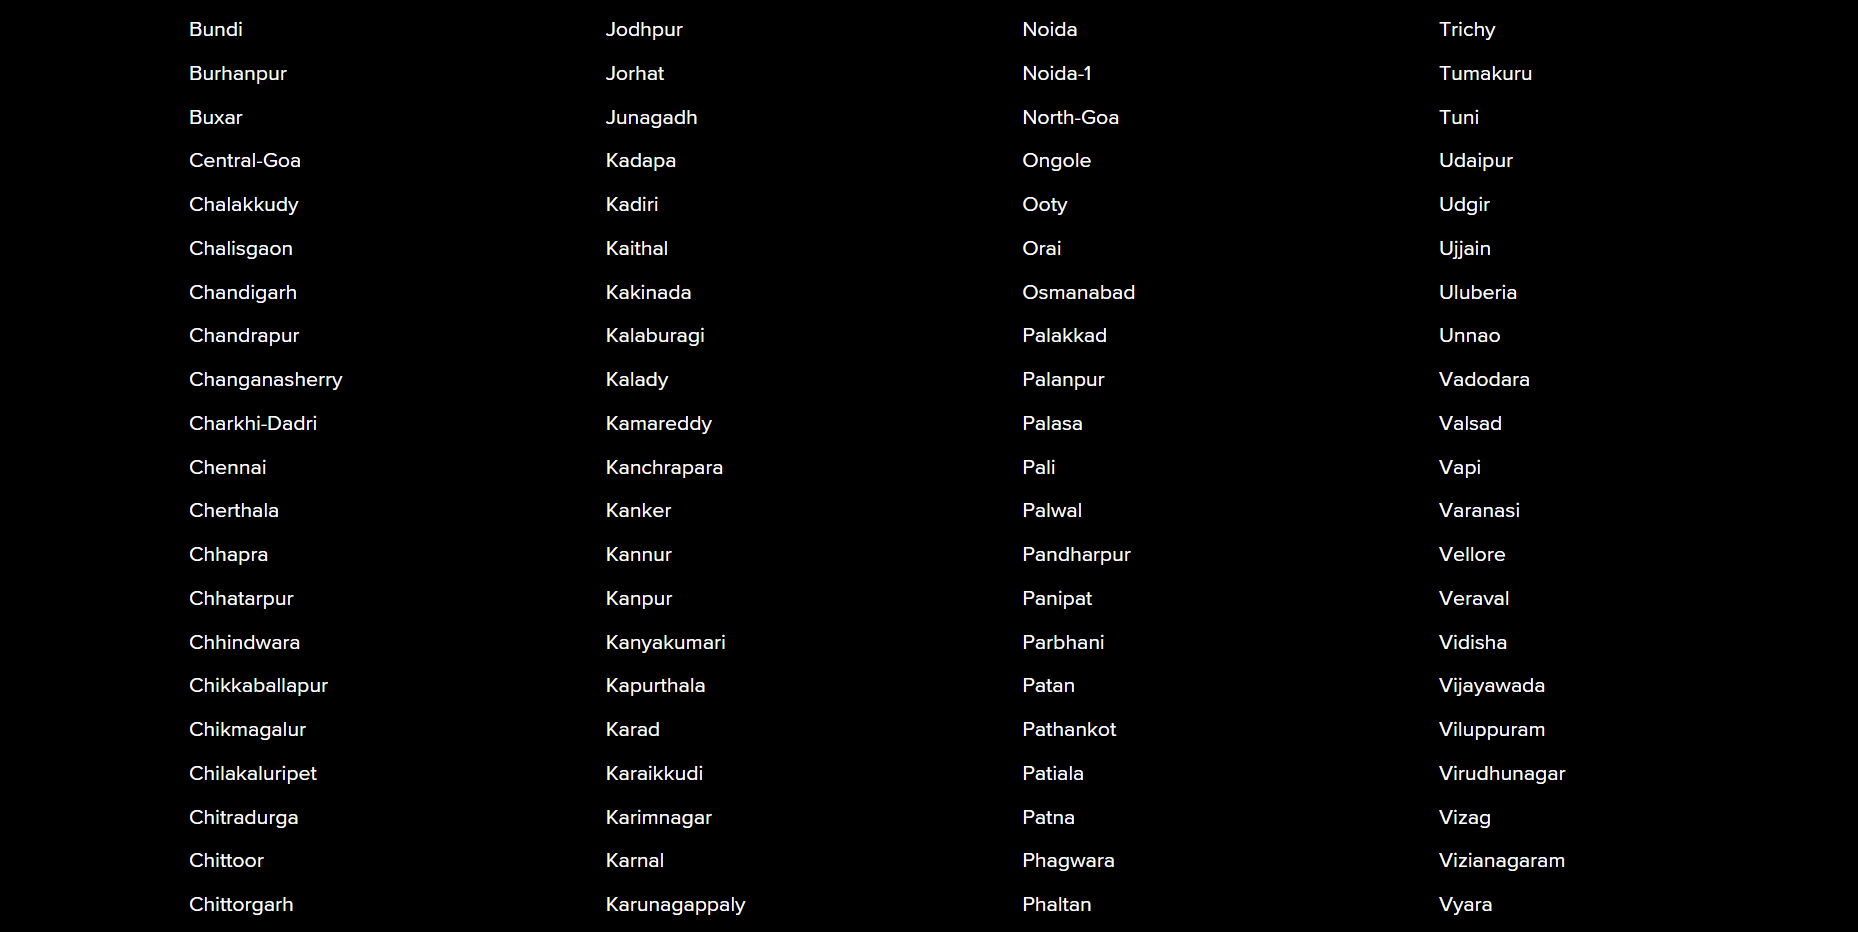 Bundi
Burhanpur
Buxar
Central-Goa
Chalakkudy
Chalisgaon
Chandigarh
Chandrapur
Changanasherry
Charkhi-Dadri
Chennai
Cherthala
Chhapra
Chhatarpur
Chhindwara
Chikkaballapur
Chikmagalur
Chilakaluripet
Chitradurga
Chittoor
Chittorgarh
Jodhpur
Jorhat
Junagadh
Kadapa
Kadiri
Kaithal
Kakinada
Kalaburagi
Kalady
Kamareddy
Kanchrapara
Kanker
Kannur
Kanpur
Kanyakumari
Kapurthala
Karad
Karaikkudi
Karimnagar
Karnal
Karunagappaly
Noida
Noida-1
North-Goa
Ongole
Ooty
Orai
Osmanabad
Palakkad
Palanpur
Palasa
Pali
Palwal
Pandharpur
Panipat
Parbhani
Patan
Pathankot
Patiala
Patna
Phagwara
Phaltan
Trichy
Tumakuru
Tuni
Udaipur
Udgir
Ujjain
Uluberia
Unnao
Vadodara
Valsad
Vapi
Varanasi
Vellore
Veraval
Vidisha
Vijayawada
Viluppuram
Virudhunagar
Vizag
Vizianagaram
Vyara